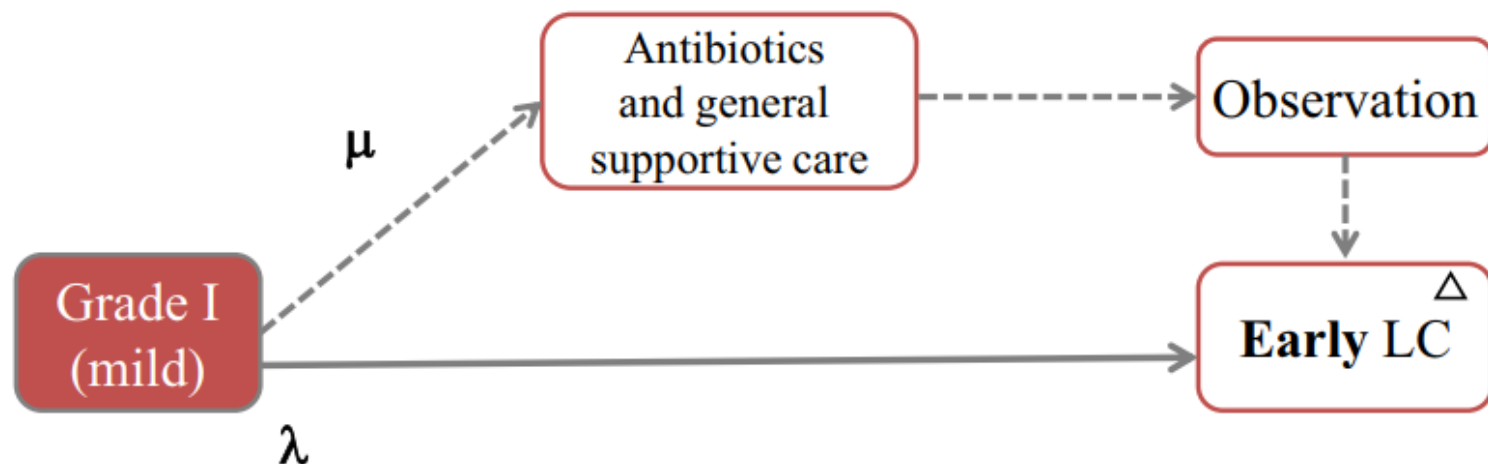 Antibiotics
and general
supportive care
Observation
μ
Grade I
(mild)
λ
Early LC
△